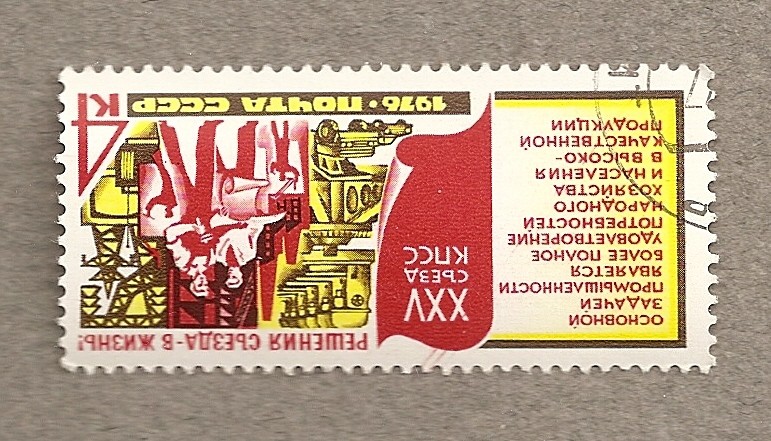 РЕШЕНИЯ СЪЕЗДА - В ЖИЗНЬ!
XXV
СЪЕЗД
КПСС
ОСНОВНОЙ
ЗАДАЧЕЙ
ПРОМЫШЛЕННОСТИ
ЯВЛЯЕТСЯ
БОЛЕЕ ПОЛНОЕ
УДОВЛЕТВОРЕНИЕ
ПОТРЕБНОСТЕЙ
НАРОДНОГО
ХОЗЯЙСТВА
И НАСЕЛЕНИЯ
В ВЫСОКО-
КАЧЕСТВЕННОЙ
ПРОДУКЦИИ
1976 • ПОЧТА СССР
4 К